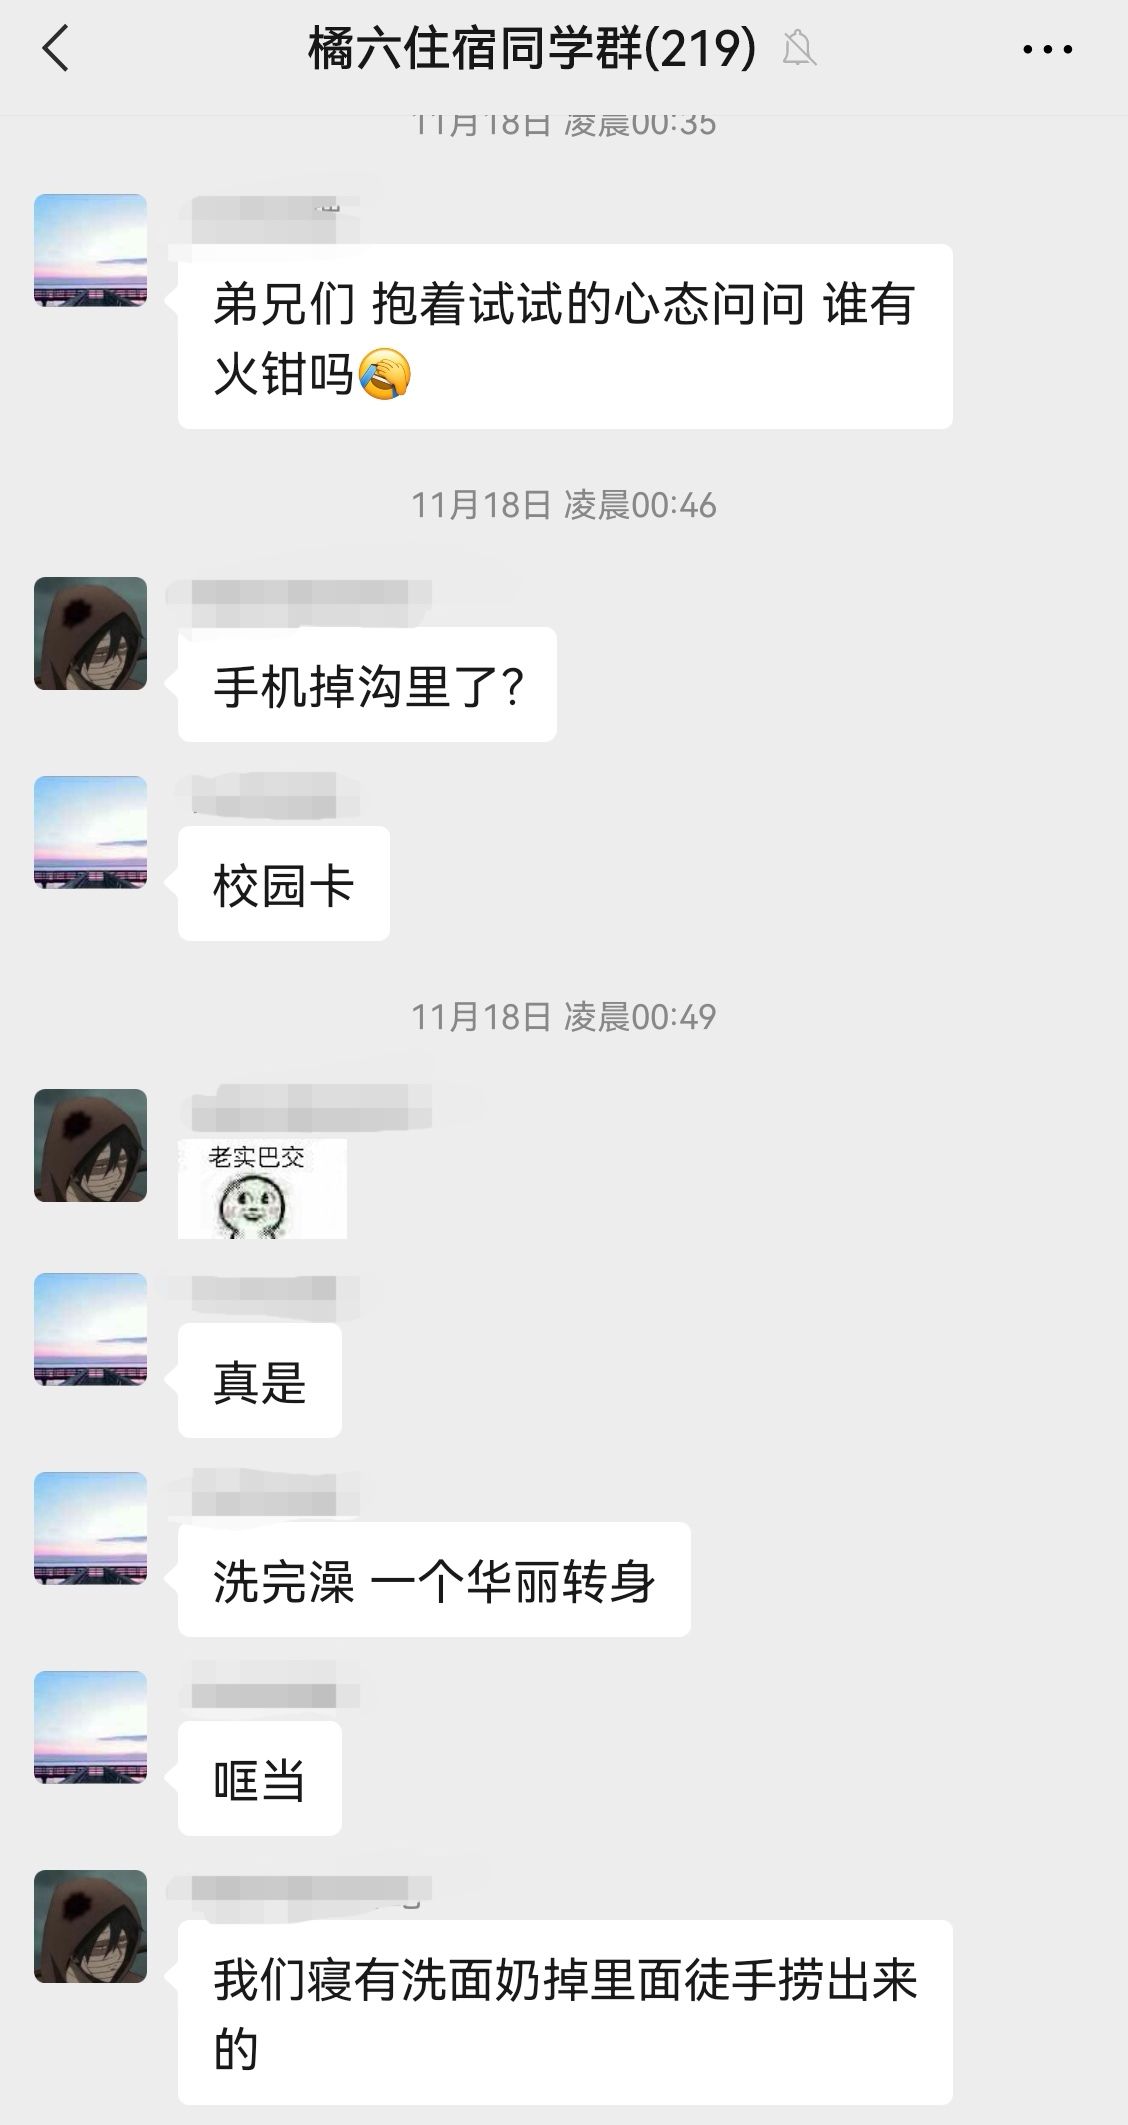 橘六住宿同学群(219)
11月18日 凌晨00:35
弟兄们 抱着试试的心态问问 谁有
火钳吗🤦
11月18日 凌晨00:46
手机掉沟里了?
校园卡
11月18日 凌晨00:49
老实巴交
真是
洗完澡 一个华丽转身
哐当
我们寝有洗面奶掉里面徒手捞出来
的